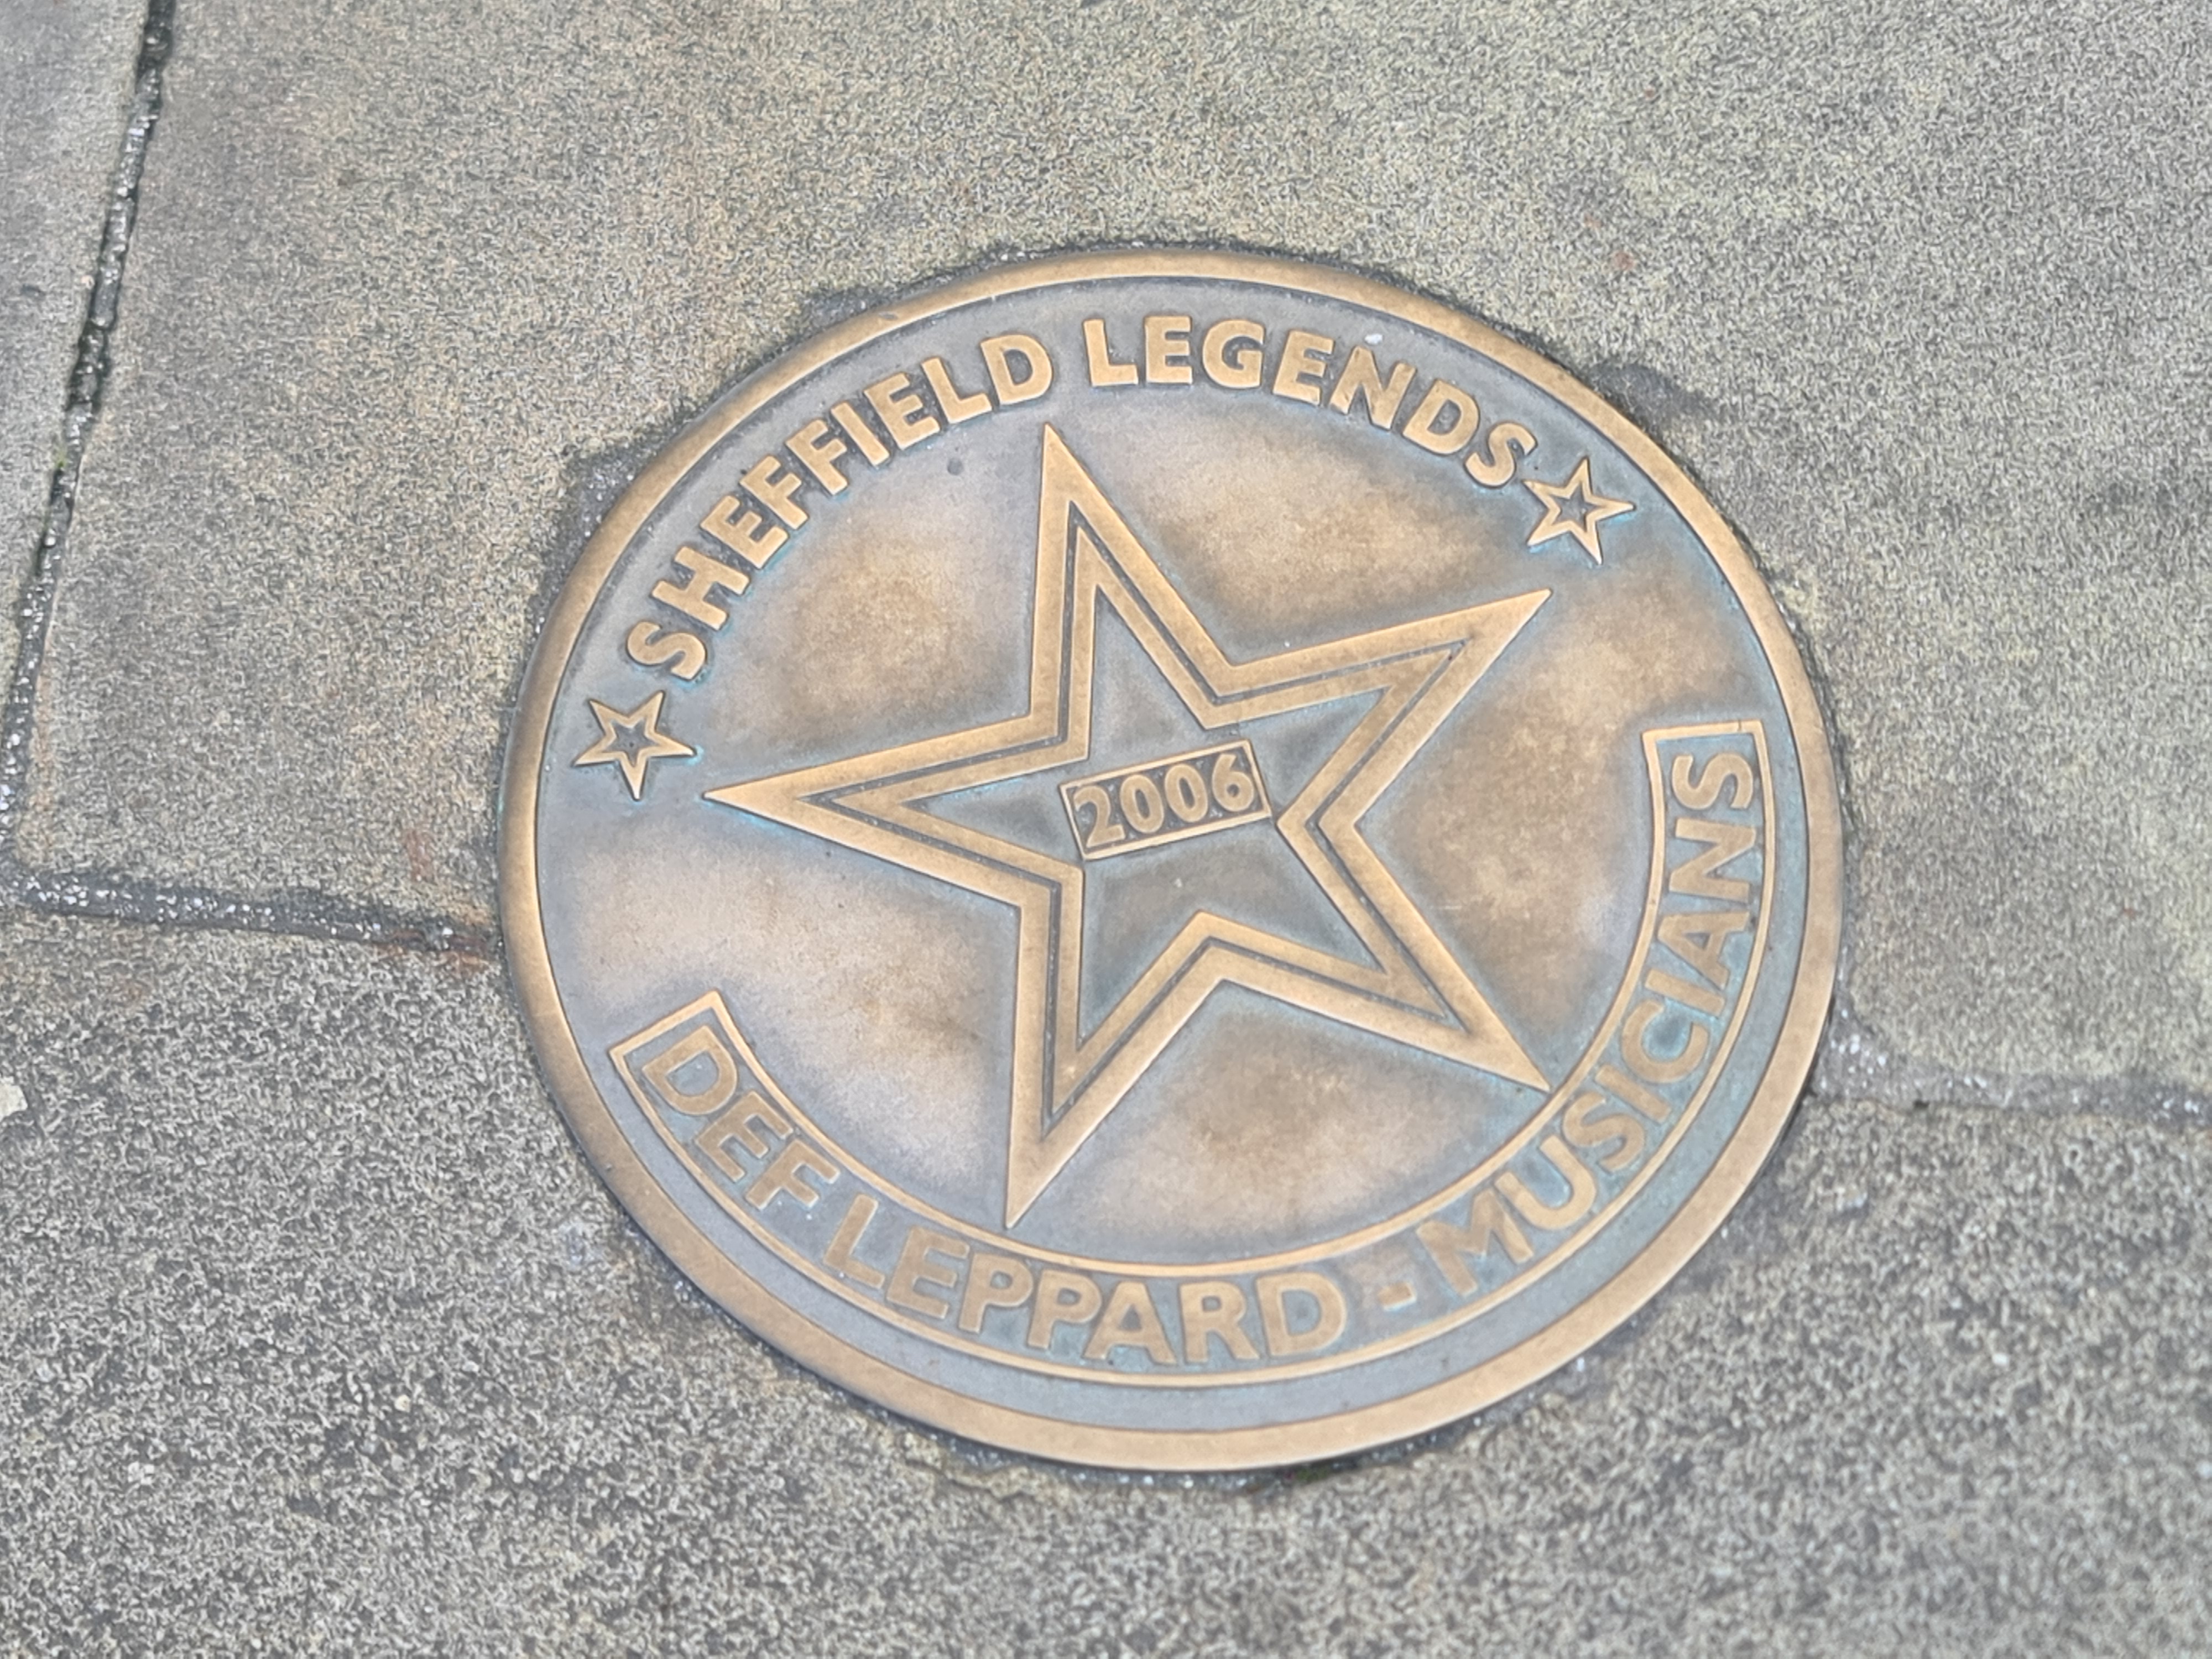 SHEFFIELD LEGENDS
2006
DEF LEPPARD - MUSICIANS